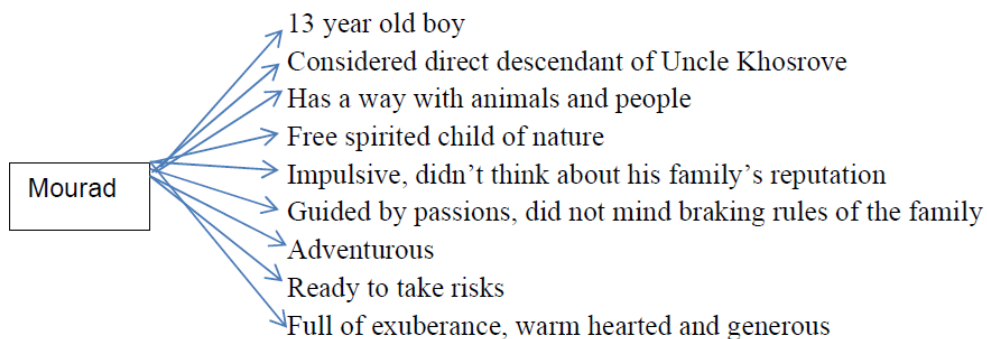 13 year old boy
Considered direct descendant of Uncle Khosrove
Has a way with animals and people
Free spirited child of nature
Mourad
Impulsive, didn't think about his family's reputation
Guided by passions, did not mind braking rules of the family
Adventurous
Ready to take risks
Full of exuberance, warm hearted and generous